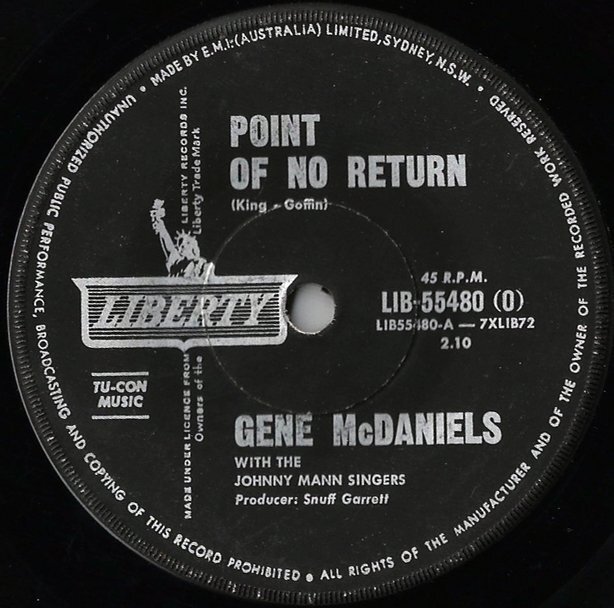 UNAUTHORIZED PUBLIC PERFORMANCE, BROADCASTING AND COPYING OF THIS RECORD PROHIBITED ● ALL RIGHTS OF THE MANUFACTURER AND OF THE OWNER OF THE RECORDED WORK RESERVED
• MADE BY E.M.I. (AUSTRALIA) LIMITED, SYDNEY, N.S.W. •
POINT
OF NO RETURN
(King - Goffin)
LIBERTY RECORDS INC.
Liberty Trade Mark
LIBERTY
MADE UNDER LICENCE FROM
Owners of the
45 R.P.M.
LIB-55480 (O)
LIB55480-A — 7XLIB72
2.10
TU-CON
MUSIC
GENE McDANIELS
WITH THE
JOHNNY MANN SINGERS
Producer: Snuff Garrett